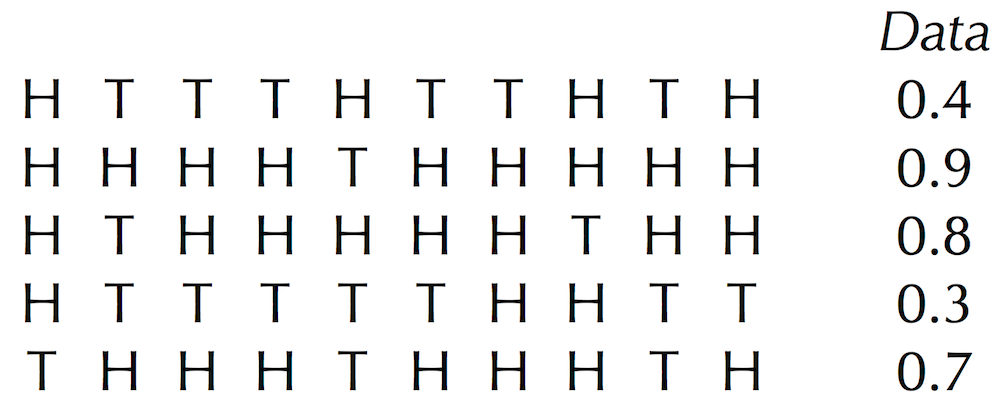 Data
H T T T H T T H T H 0.4
H H H H T H H H H H 0.9
H T H H H H H T H H 0.8
H T T T T T H H T T 0.3
T H H H T H H H T H 0.7